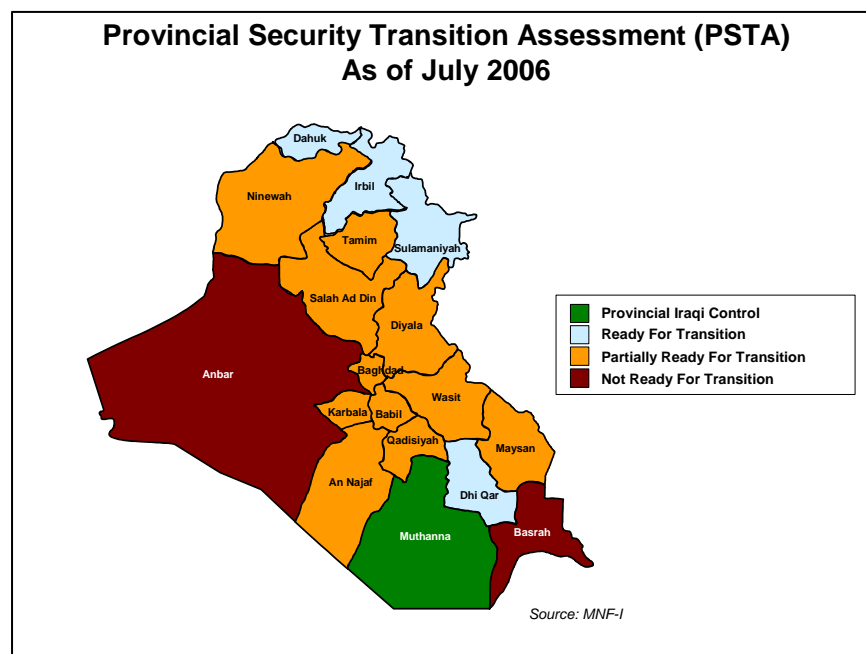 Provincial Security Transition Assessment (PSTA)
As of July 2006
Dahuk
Ninewah
Irbil
Tamim
Sulamaniyah
Salah Ad Din
Diyala
Provincial Iraqi Control
Ready For Transition
Partially Ready For Transition
Not Ready For Transition
Anbar
Baghdad
Wasit
Karbala
Babil
Qadisiyah
Maysan
An Najaf
Dhi Qar
Muthanna
Basrah
Source: MNF-I